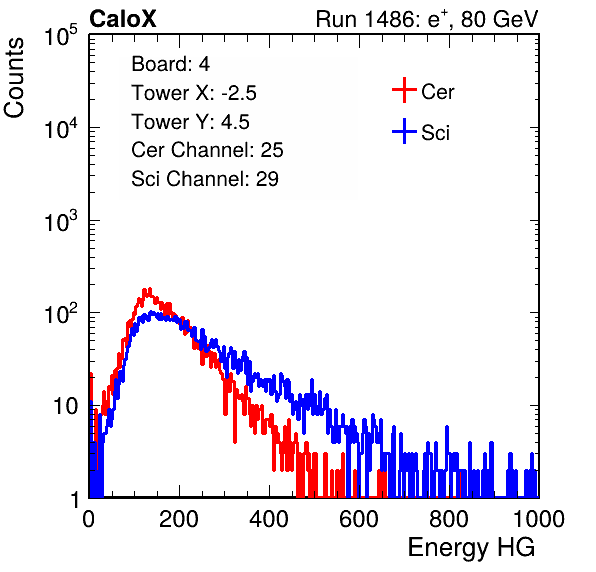 CaloX Run 1486: e⁺, 80 GeV
Counts
Board: 4
Tower X: -2.5
Tower Y: 4.5
Cer Channel: 25
Sci Channel: 29
Cer
Sci
10⁵
10⁴
10³
10²
10
1
0 200 400 600 800 1000
Energy HG